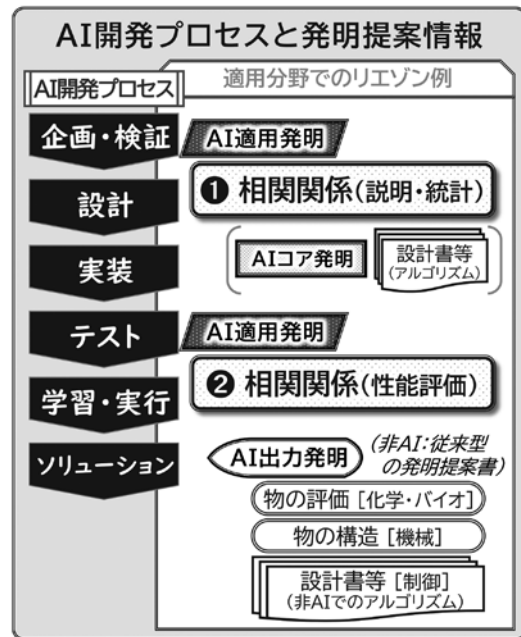 AI開発プロセスと発明提案情報
AI開発プロセス
適用分野でのリエゾン例
企画・検証
AI適用発明
❶ 相関関係(説明・統計)
設計
AIコア発明
設計書等
(アルゴリズム)
実装
テスト
AI適用発明
❷ 相関関係(性能評価)
学習・実行
ソリューション
AI出力発明
(非AI:従来型
の発明提案書)
物の評価 [化学・バイオ]
物の構造 [機械]
設計書等 [制御]
(非AIでのアルゴリズム)